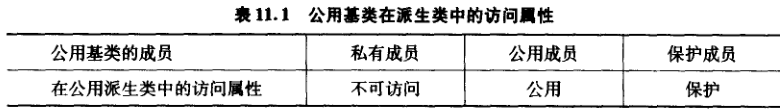 表11.1 公用基类在派生类中的访问属性
公用基类的成员 私有成员 公用成员 保护成员
在公用派生类中的访问属性 不可访问 公用 保护